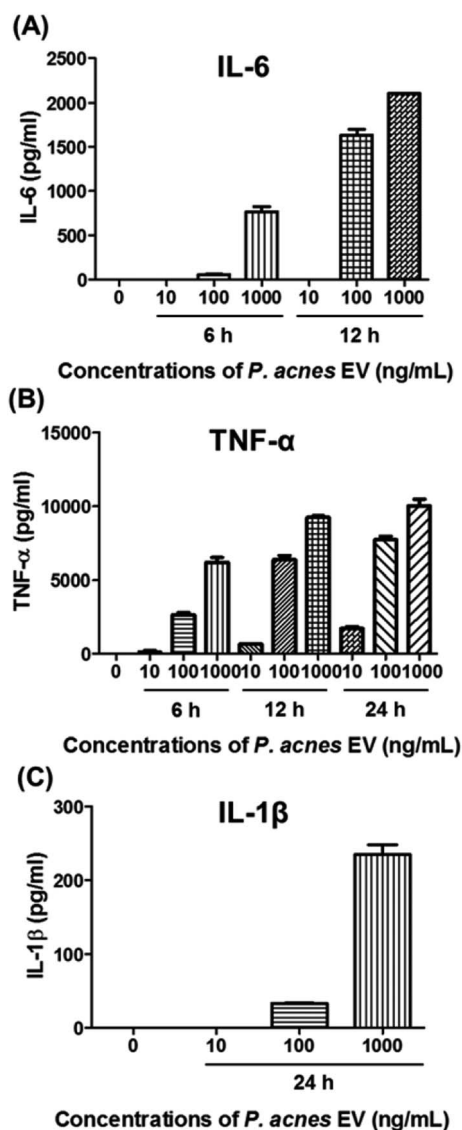 (A)
IL-6
2500
2000
1500
1000
500
0
IL-6 (pg/ml)
0 10 100 1000 10 100 1000
6 h 12 h
Concentrations of P. acnes EV (ng/mL)
(B)
TNF-α
15000
10000
5000
0
TNF-α (pg/ml)
0 10 100 1000 10 100 1000 10 100 1000
6 h 12 h 24 h
Concentrations of P. acnes EV (ng/mL)
(C)
IL-1β
300
200
100
0
IL-1β (pg/ml)
0 10 100 1000
24 h
Concentrations of P. acnes EV (ng/mL)